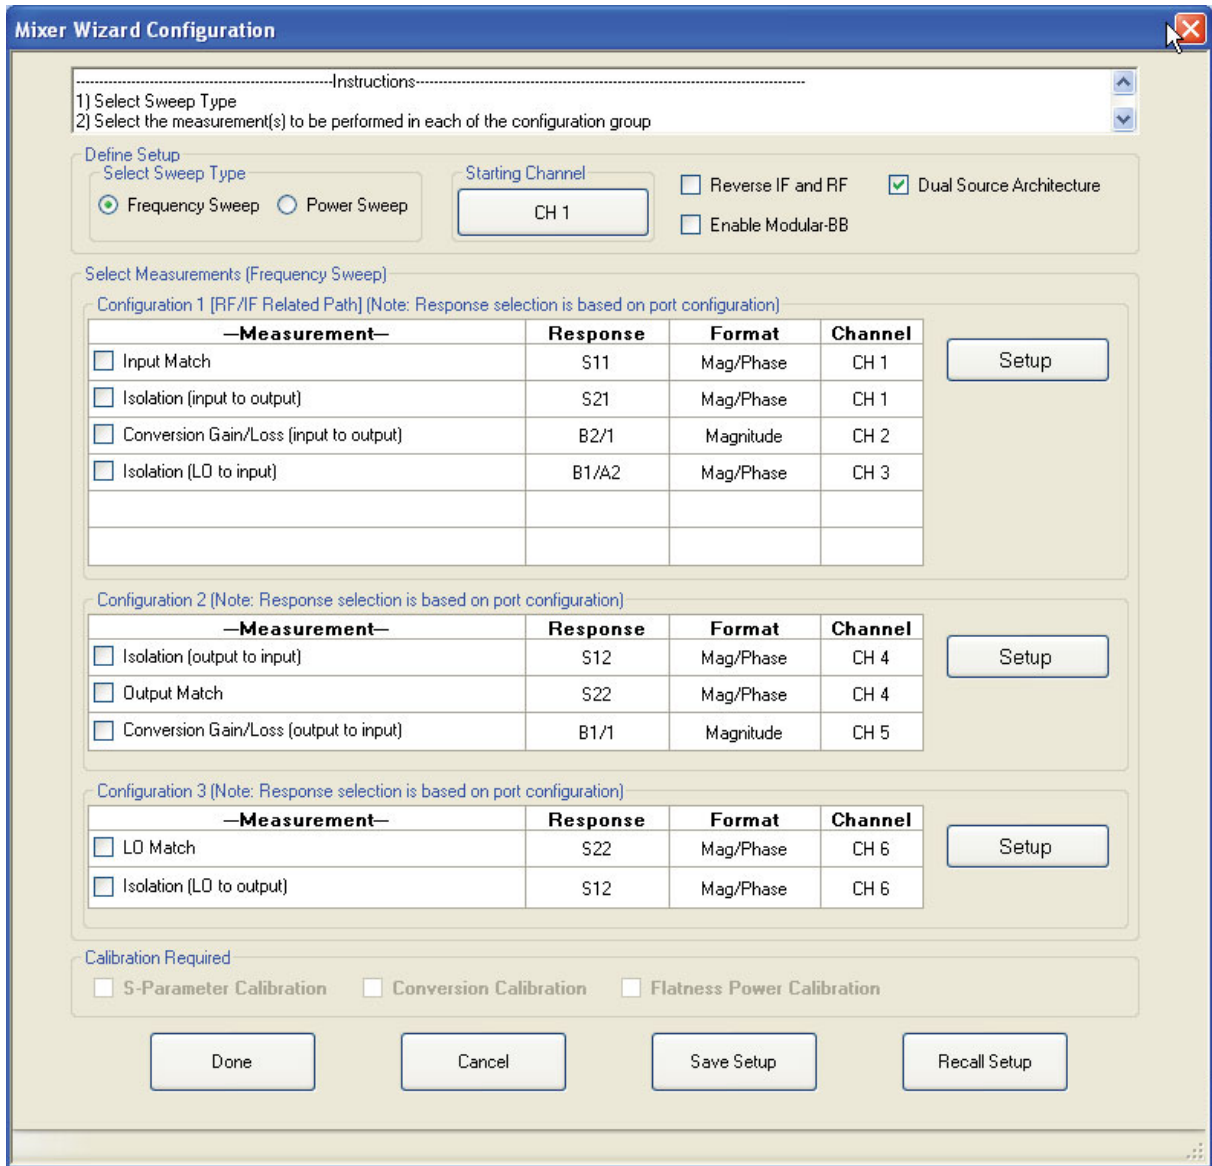 Mixer Wizard Configuration
---------------------------------------------------------Instructions---------------------------------------------------------------------------------------
1) Select Sweep Type
2) Select the measurement(s) to be performed in each of the configuration group
Define Setup
Select Sweep Type
Frequency Sweep Power Sweep
Starting Channel
CH 1
Reverse IF and RF
Dual Source Architecture
Enable Modular-BB
Select Measurements (Frequency Sweep)
Configuration 1 [RF/IF Related Path] (Note: Response selection is based on port configuration)
—Measurement— Response Format Channel
Input Match S11 Mag/Phase CH 1
Isolation (input to output) S21 Mag/Phase CH 1
Conversion Gain/Loss (input to output) B2/1 Magnitude CH 2
Isolation (LO to input) B1/A2 Mag/Phase CH 3
Setup
Configuration 2 (Note: Response selection is based on port configuration)
—Measurement— Response Format Channel
Isolation (output to input) S12 Mag/Phase CH 4
Output Match S22 Mag/Phase CH 4
Conversion Gain/Loss (output to input) B1/1 Magnitude CH 5
Setup
Configuration 3 (Note: Response selection is based on port configuration)
—Measurement— Response Format Channel
LO Match S22 Mag/Phase CH 6
Isolation (LO to output) S12 Mag/Phase CH 6
Setup
Calibration Required
S-Parameter Calibration Conversion Calibration Flatness Power Calibration
Done Cancel Save Setup Recall Setup